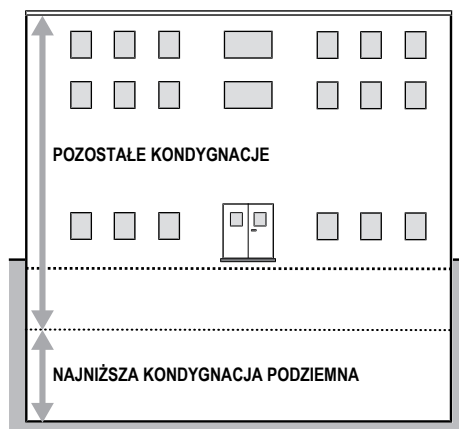 POZOSTAŁE KONDYGNACJE
NAJNIŻSZA KONDYGNACJA PODZIEMNA